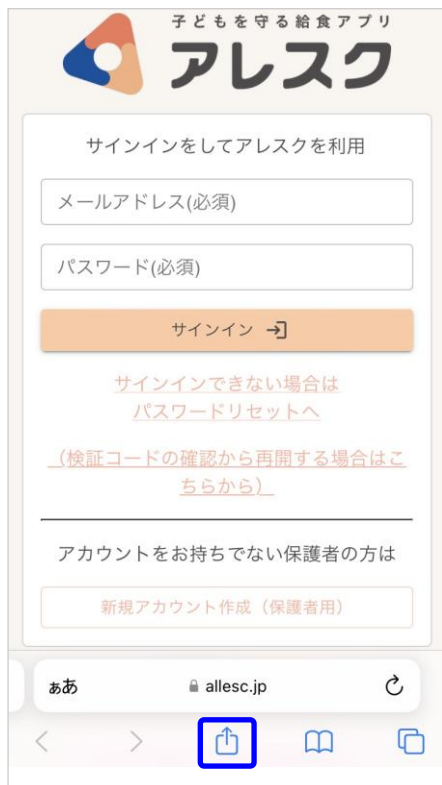 子どもを守る給食アプリ
アレスク
サインインをしてアレスクを利用
メールアドレス(必須)
パスワード(必須)
サインイン
サインインできない場合は
パスワードリセットへ
（検証コードの確認から再開する場合はこ
ちらから）
アカウントをお持ちでない保護者の方は
新規アカウント作成（保護者用）
ぁあ allesc.jp